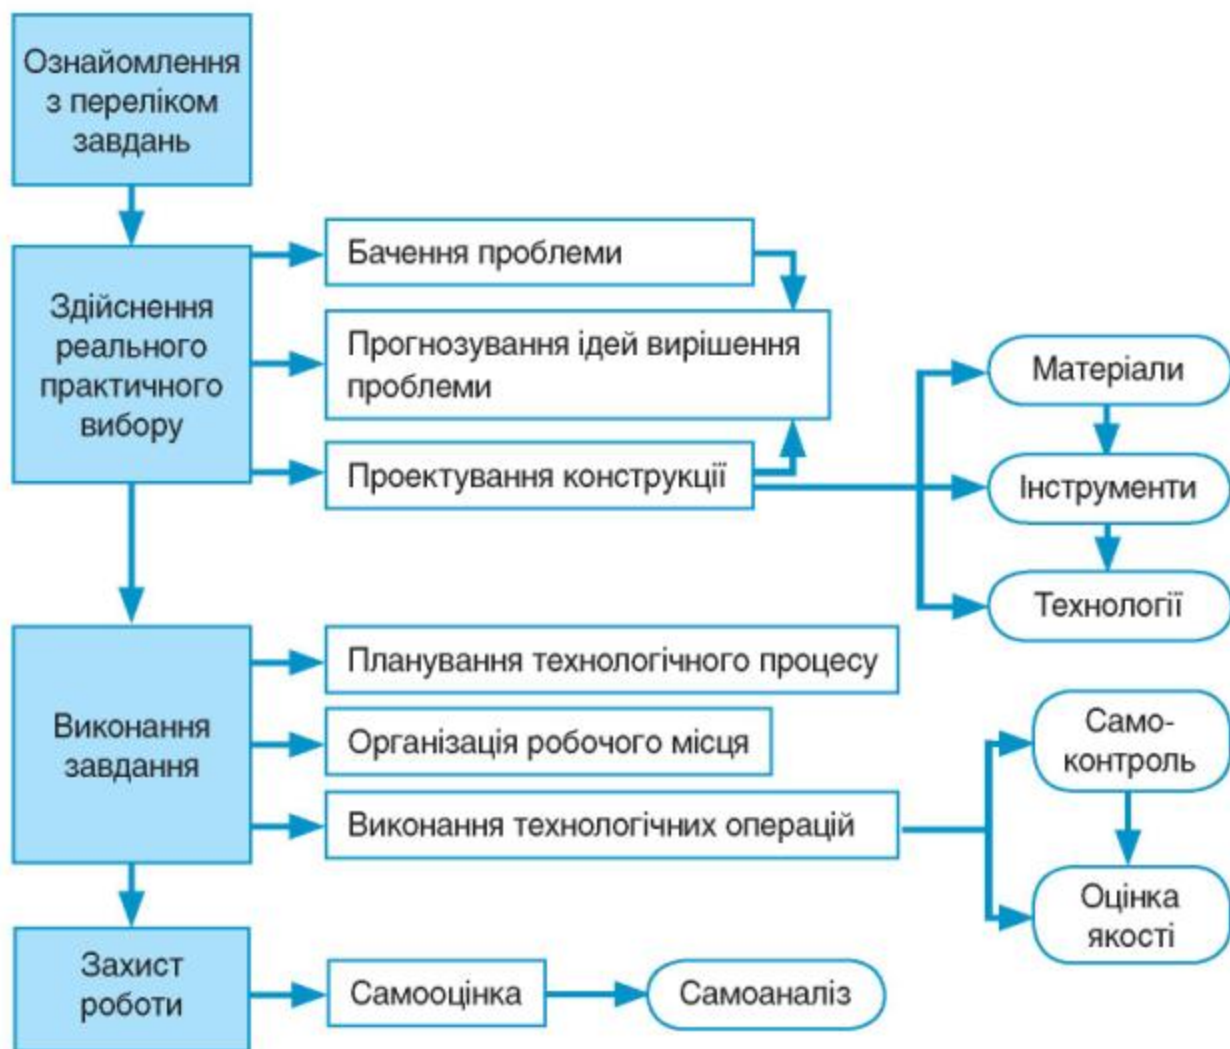 Ознайомлення
з переліком
завдань
Здійснення
реального
практичного
вибору
Бачення проблеми
Прогнозування ідей вирішення
проблеми
Проектування конструкції
Матеріали
Інструменти
Технології
Виконання
завдання
Планування технологічного процесу
Організація робочого місця
Виконання технологічних операцій
Само-
контроль
Оцінка
якості
Захист
роботи
Самооцінка
Самоаналіз